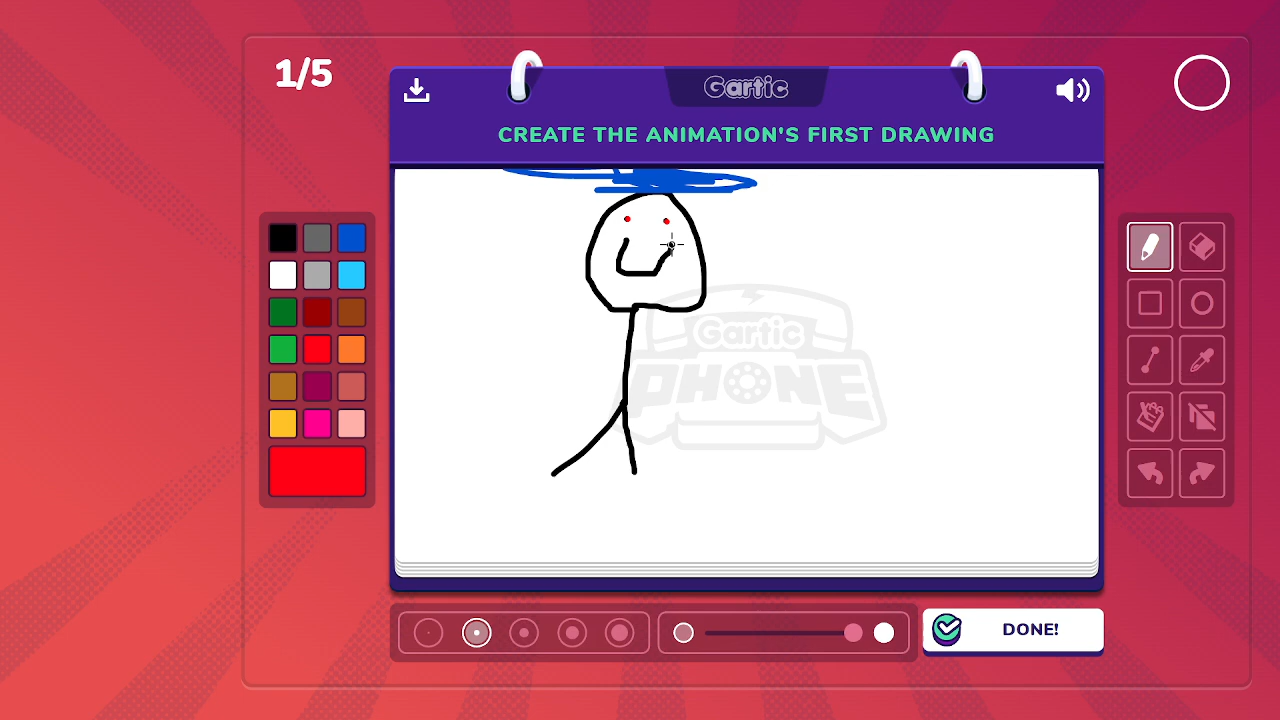 1/5
Gartic
CREATE THE ANIMATION'S FIRST DRAWING
Gartic
PHONE
DONE!